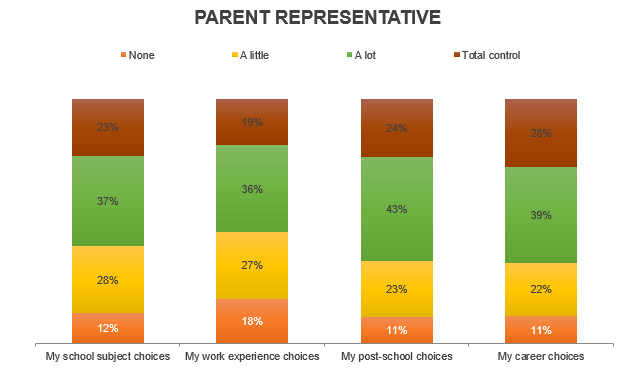 PARENT REPRESENTATIVE
None A little A lot Total control
23% 19% 24% 28%
37% 36% 43% 39%
28% 27% 23% 22%
12% 18% 11% 11%
My school subject choices My work experience choices My post-school choices My career choices